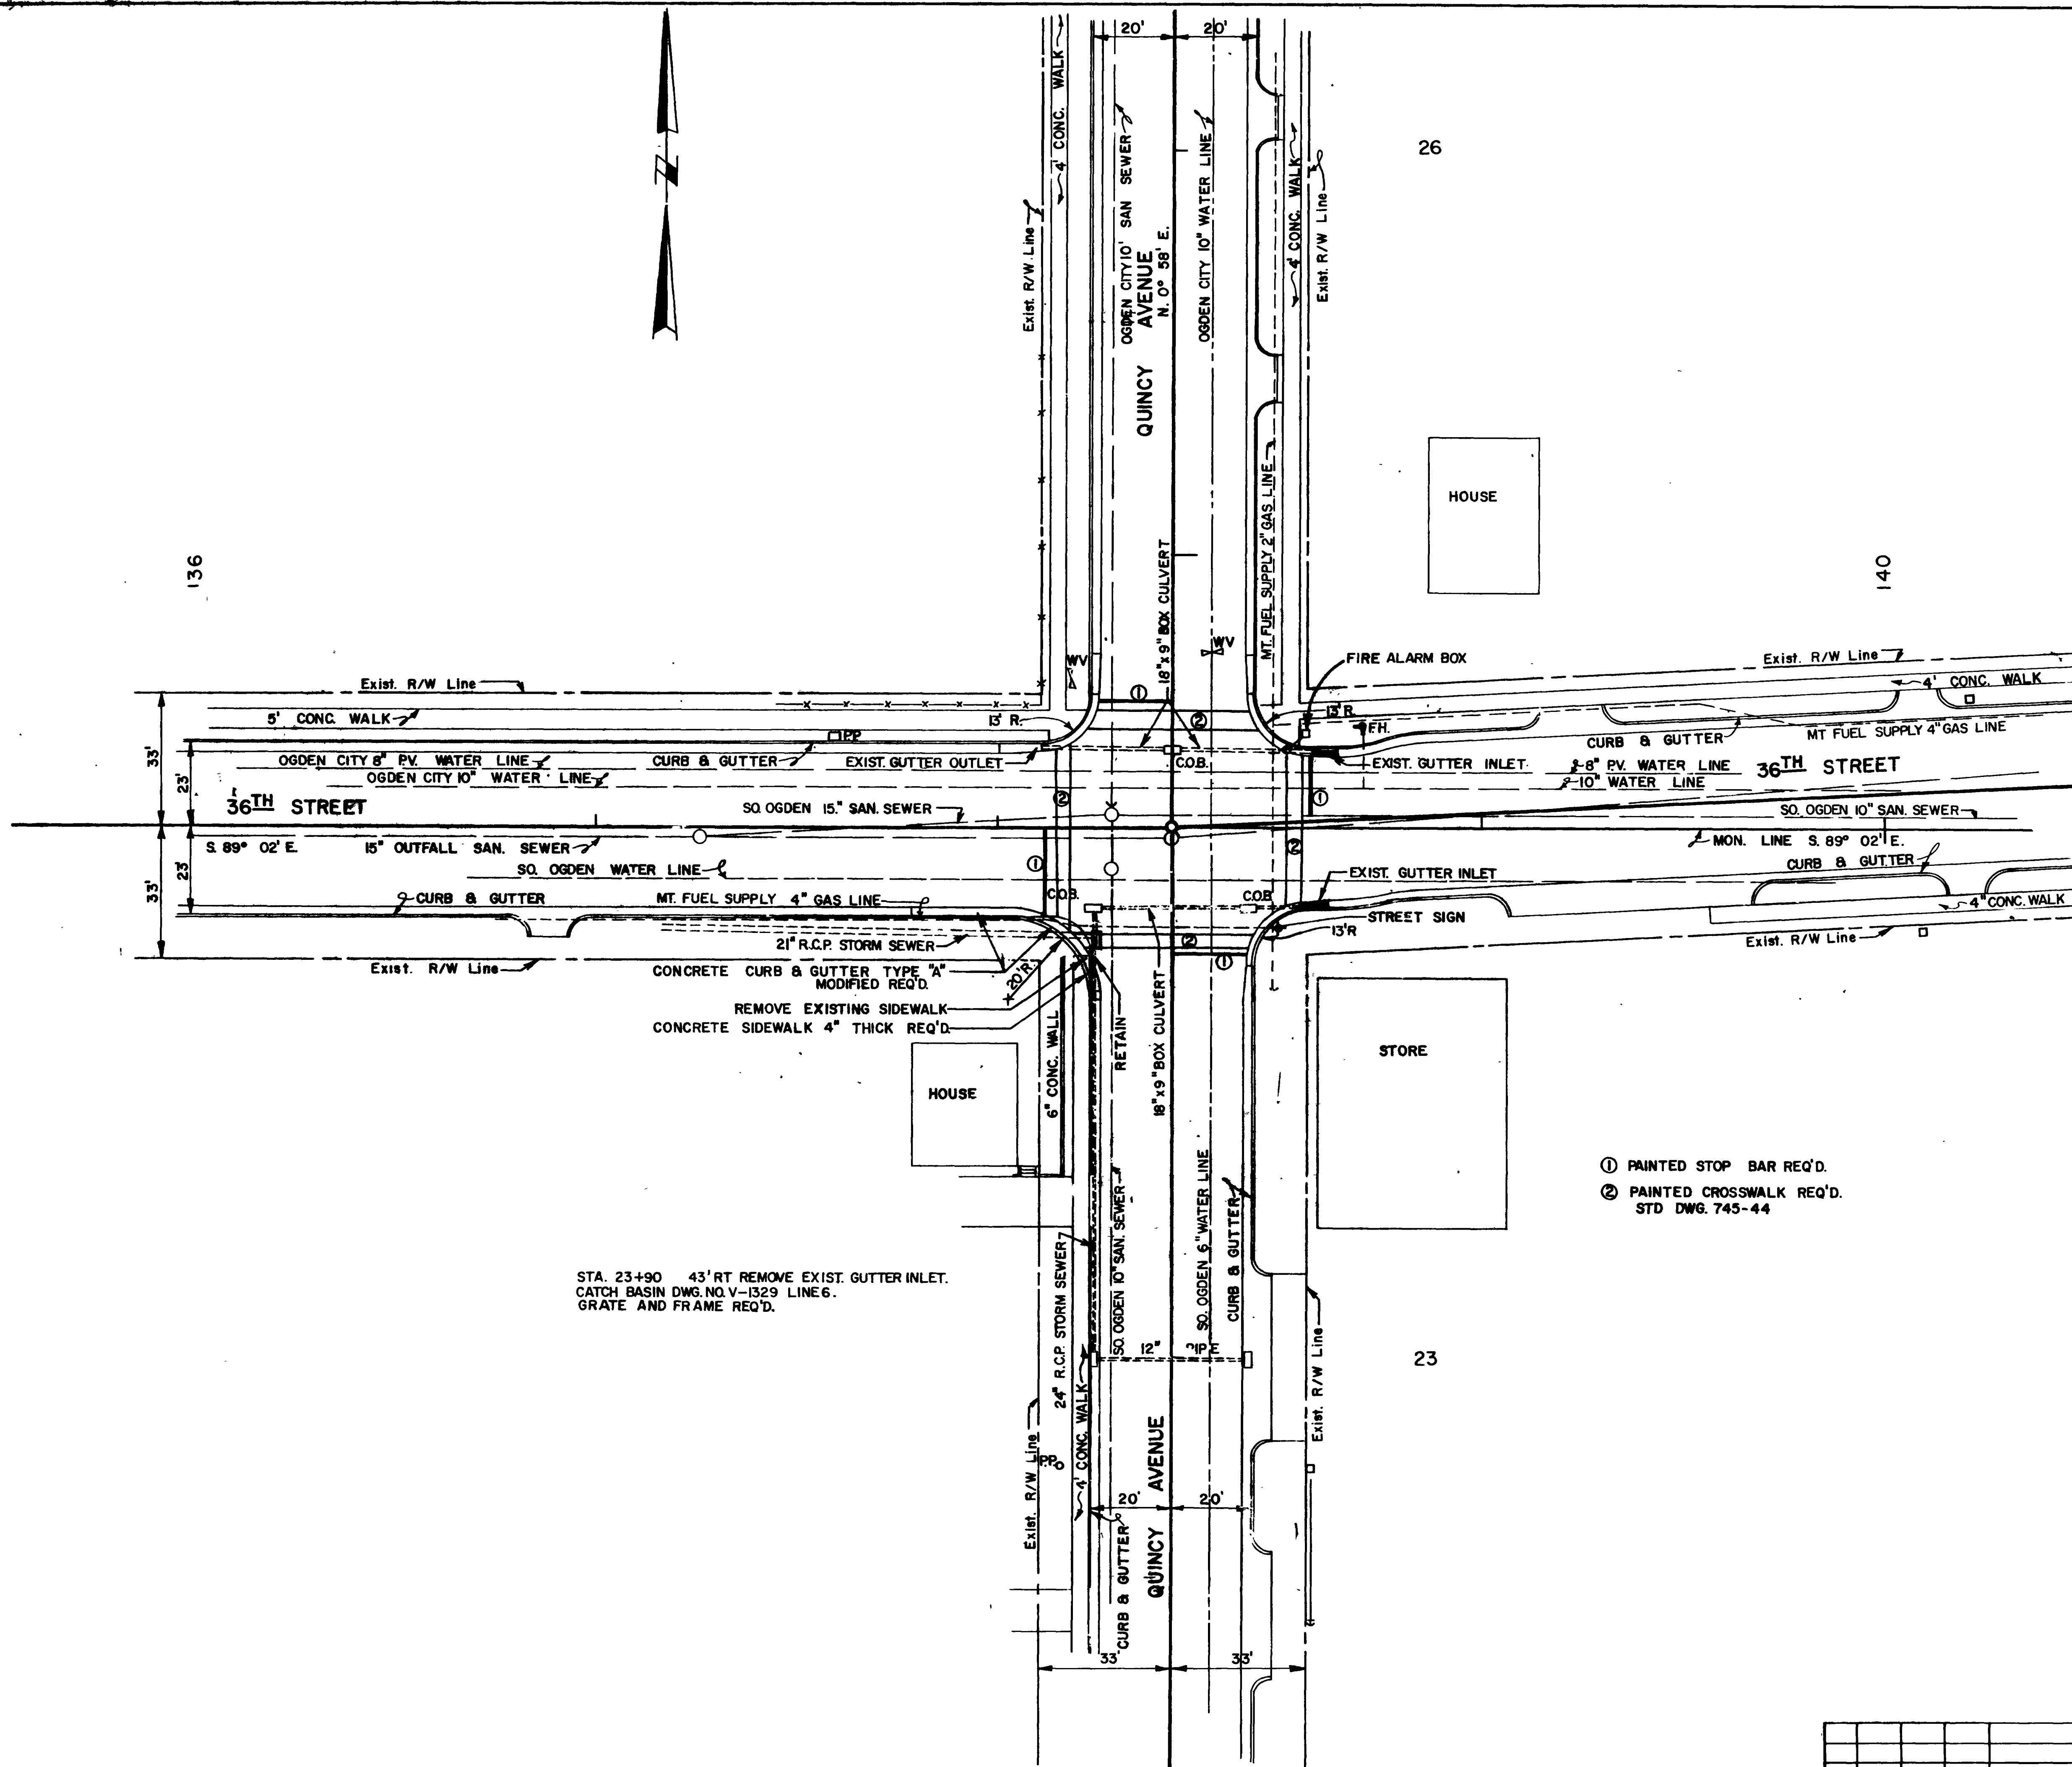 20' 20'
4' CONC. WALK
OGDEN CITY 10' SAN SEWER
OGDEN CITY 10" WATER LINE
4' CONC. WALK
Exist. R/W Line
26
Exist. R/W Line
QUINCY AVENUE
N. 0° 58' E.
N
18"x9" BOX CULVERT
MT. FUEL SUPPLY 2" GAS LINE
HOUSE
136
140
WV
WV
FIRE ALARM BOX
Exist. R/W Line
Exist. R/W Line
4' CONC. WALK
5' CONC. WALK
13' R.
①
②
13' R.
F.H.
P.P.
CURB & GUTTER
MT FUEL SUPPLY 4" GAS LINE
33'
23'
OGDEN CITY 8" P.V. WATER LINE
CURB & GUTTER
EXIST. GUTTER OUTLET
C.O.B.
EXIST. GUTTER INLET
8" P.V. WATER LINE
36TH STREET
OGDEN CITY 10" WATER LINE
10" WATER LINE
36TH STREET
SO. OGDEN 15." SAN. SEWER
②
①
SO. OGDEN 10" SAN. SEWER
S. 89° 02' E.
15" OUTFALL SAN. SEWER
MON. LINE S. 89° 02' E.
②
①
CURB & GUTTER
23'
33'
SO. OGDEN WATER LINE
EXIST. GUTTER INLET
CURB & GUTTER
MT. FUEL SUPPLY 4" GAS LINE
C.O.B.
C.O.B.
4" CONC. WALK
STREET SIGN
13'R
21" R.C.P. STORM SEWER
②
Exist. R/W Line
Exist. R/W Line
①
CONCRETE CURB & GUTTER TYPE "A"
MODIFIED REQ'D.
20'R.
REMOVE EXISTING SIDEWALK
CONCRETE SIDEWALK 4" THICK REQ'D.
6" CONC. WALL
RETAIN
18"x9" BOX CULVERT
STORE
HOUSE
① PAINTED STOP BAR REQ'D.
② PAINTED CROSSWALK REQ'D.
STD DWG. 745-44
SO. OGDEN 10" SAN. SEWER
SO. OGDEN 6" WATER LINE
CURB & GUTTER
24" R.C.P. STORM SEWER
STA. 23+90 43' RT REMOVE EXIST. GUTTER INLET.
CATCH BASIN DWG. NO. V-1329 LINE 6.
GRATE AND FRAME REQ'D.
12" PIPE
23
Exist. R/W Line
4' CONC. WALK
Exist. R/W Line
P.P.
20' 20'
QUINCY AVENUE
CURB & GUTTER
33' 33'